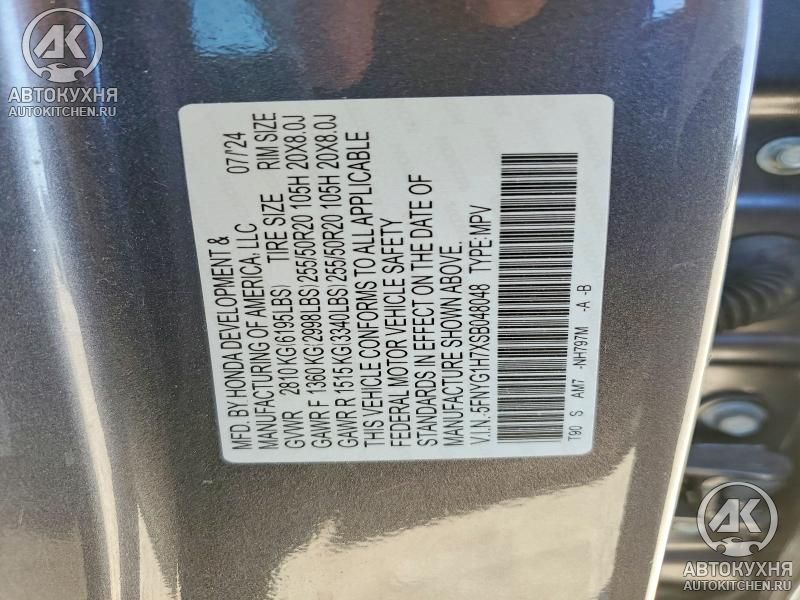 AK
АВТОКУХНЯ
AUTOKITCHEN.RU
MFD. BY HONDA DEVELOPMENT & 07/'24
MANUFACTURING OF AMERICA, LLC
GVWR 2810 KG(6195LBS) TIRE SIZE RIM SIZE
GAWR F 1360 KG(2998LBS)255/50R20 105H 20X8.0J
GAWR R 1515 KG(3340LBS)255/50R20 105H 20X8.0J
THIS VEHICLE CONFORMS TO ALL APPLICABLE
FEDERAL MOTOR VEHICLE SAFETY
STANDARDS IN EFFECT ON THE DATE OF
MANUFACTURE SHOWN ABOVE.
V.I.N.:5FNYG1H7XSB048048 TYPE:MPV
T90 S AM7 -NH797M -A -B
AK
АВТОКУХНЯ
AUTOKITCHEN.RU